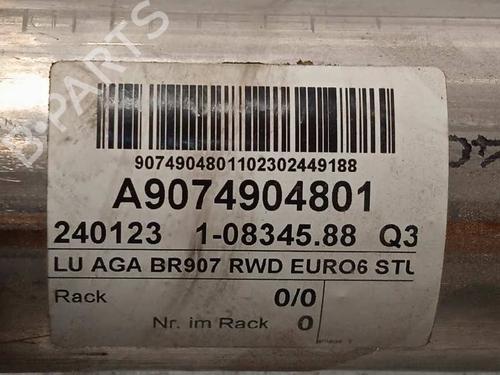 B-PARTS
9074904801102302449188
A9074904801
240123 1-08345.88 Q3
LU AGA BR907 RWD EURO6 STU
Rack 0/0
Nr. im Rack 0